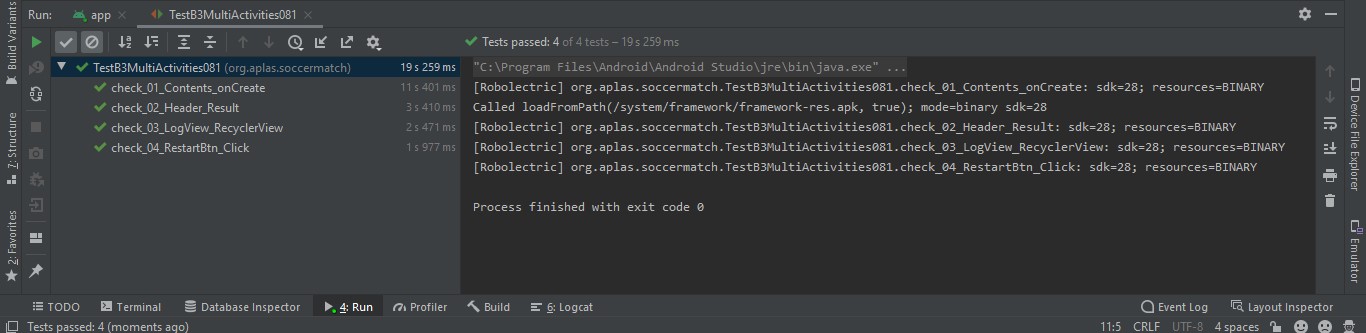 Run: app × TestB3MultiActivities081 ×
Build Variants
Z: Structure
2: Favorites
Tests passed: 4 of 4 tests – 19 s 259 ms
TestB3MultiActivities081 (org.aplas.soccermatch) 19 s 259 ms
check_01_Contents_onCreate 11 s 401 ms
check_02_Header_Result 3 s 410 ms
check_03_LogView_RecyclerView 2 s 471 ms
check_04_RestartBtn_Click 1 s 977 ms
"C:\Program Files\Android\Android Studio\jre\bin\java.exe" ...
[Robolectric] org.aplas.soccermatch.TestB3MultiActivities081.check_01_Contents_onCreate: sdk=28; resources=BINARY
Called loadFromPath(/system/framework/framework-res.apk, true); mode=binary sdk=28
[Robolectric] org.aplas.soccermatch.TestB3MultiActivities081.check_02_Header_Result: sdk=28; resources=BINARY
[Robolectric] org.aplas.soccermatch.TestB3MultiActivities081.check_03_LogView_RecyclerView: sdk=28; resources=BINARY
[Robolectric] org.aplas.soccermatch.TestB3MultiActivities081.check_04_RestartBtn_Click: sdk=28; resources=BINARY
Process finished with exit code 0
Device File Explorer
Emulator
TODO Terminal Database Inspector 4: Run Profiler Build 6: Logcat Event Log Layout Inspector
Tests passed: 4 (moments ago) 11:5 CRLF UTF-8 4 spaces